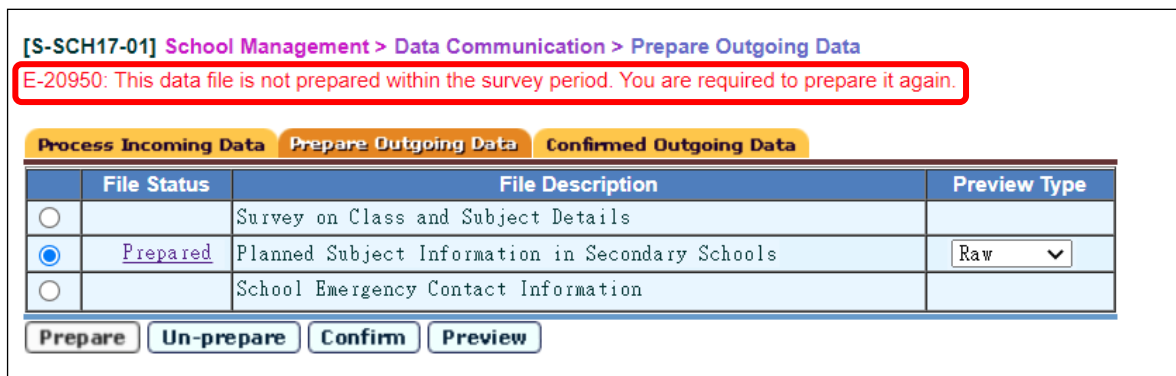 [S-SCH17-01] School Management > Data Communication > Prepare Outgoing Data
E-20950: This data file is not prepared within the survey period. You are required to prepare it again.
Process Incoming Data Prepare Outgoing Data Confirmed Outgoing Data
File Status File Description Preview Type
Survey on Class and Subject Details
Prepared Planned Subject Information in Secondary Schools Raw
School Emergency Contact Information
Prepare Un-prepare Confirm Preview